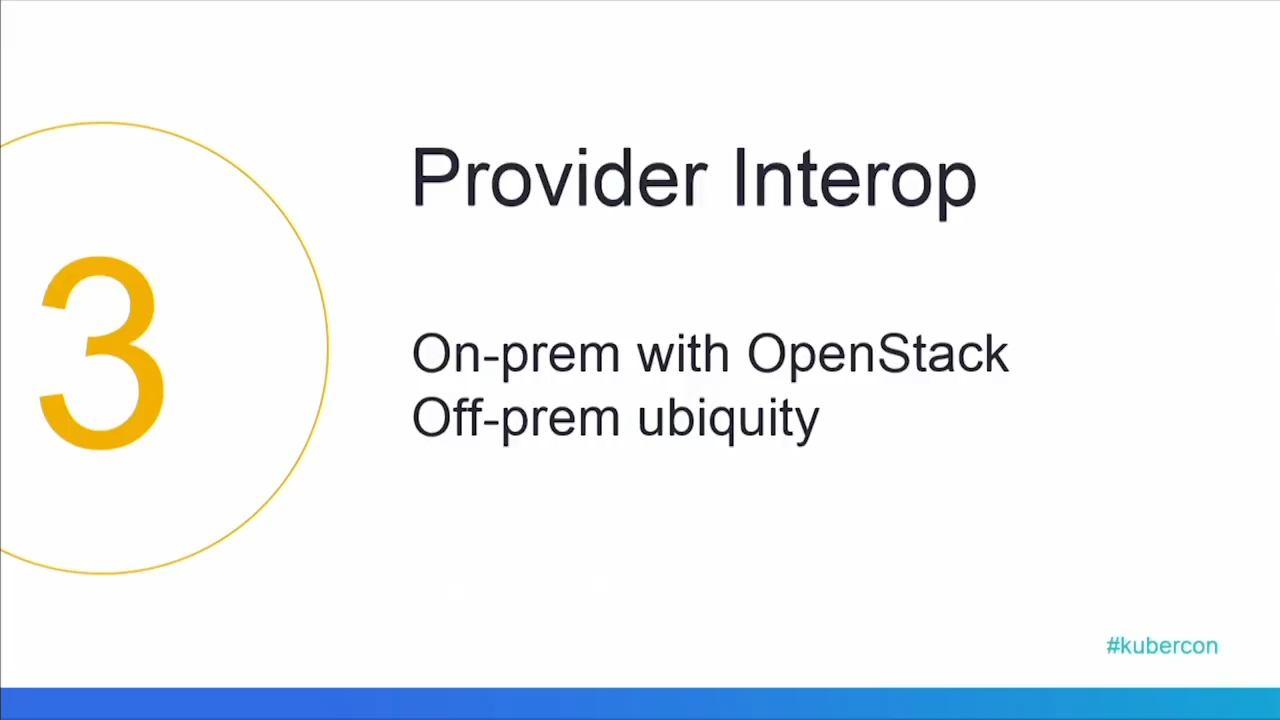 3
Provider Interop
On-prem with OpenStack
Off-prem ubiquity
#kubercon